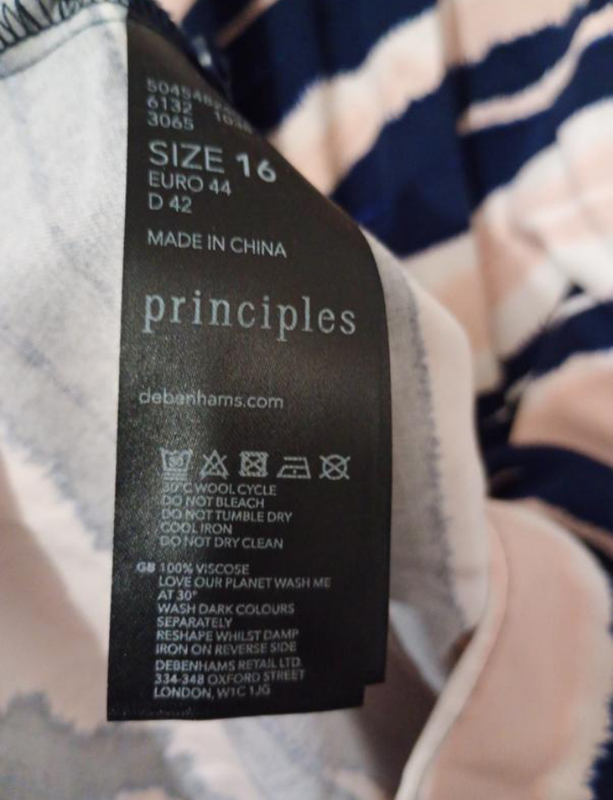 6132
3065
SIZE 16
EURO 44
D 42
MADE IN CHINA
principles
debenhams.com
30°C WOOL CYCLE
DO NOT BLEACH
DO NOT TUMBLE DRY
COOL IRON
DO NOT DRY CLEAN
GB 100% VISCOSE
LOVE OUR PLANET WASH ME
AT 30°
WASH DARK COLOURS
SEPARATELY
RESHAPE WHILST DAMP
IRON ON REVERSE SIDE
DEBENHAMS RETAIL LTD.
334-348 OXFORD STREET
LONDON, W1C 1JG